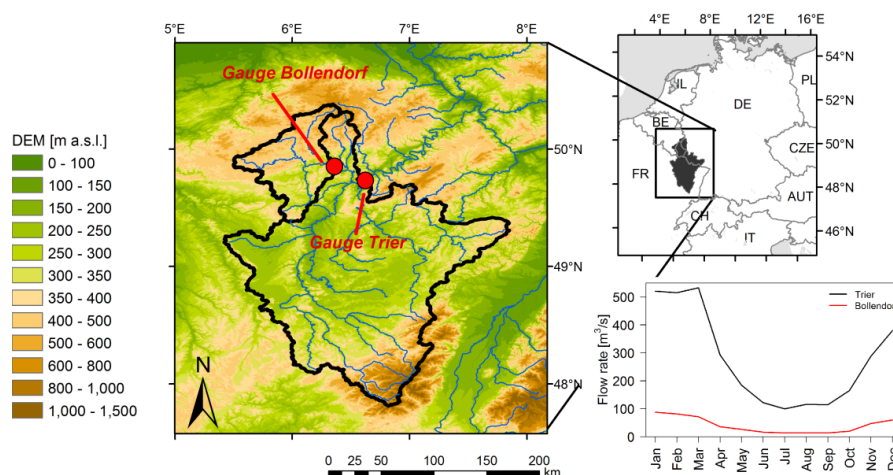 5°E 6°E 7°E 8°E
Gauge Bollendorf
Gauge Trier
50°N
49°N
48°N
N
0 25 50 100 150 200
km
DEM [m a.s.l.]
0 - 100
100 - 150
150 - 200
200 - 250
250 - 300
300 - 350
350 - 400
400 - 500
500 - 600
600 - 800
800 - 1,000
1,000 - 1,500
4°E 8°E 12°E 16°E
54°N
52°N
50°N
48°N
46°N
IL
PL
DE
BE
CZE
FR
AUT
CH
IT
Trier
Bollendorf
Flow rate [m³/s]
500
400
300
200
100
0
Jan Feb Mar Apr May Jun Jul Aug Sep Oct Nov